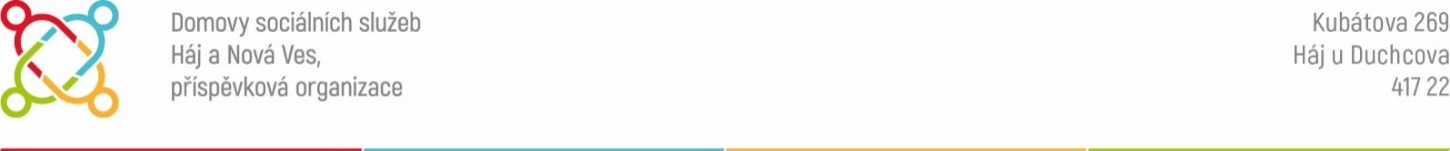 Domovy sociálních služeb
Háj a Nová Ves,
příspěvková organizace
Kubátova 269
Háj u Duchcova
417 22